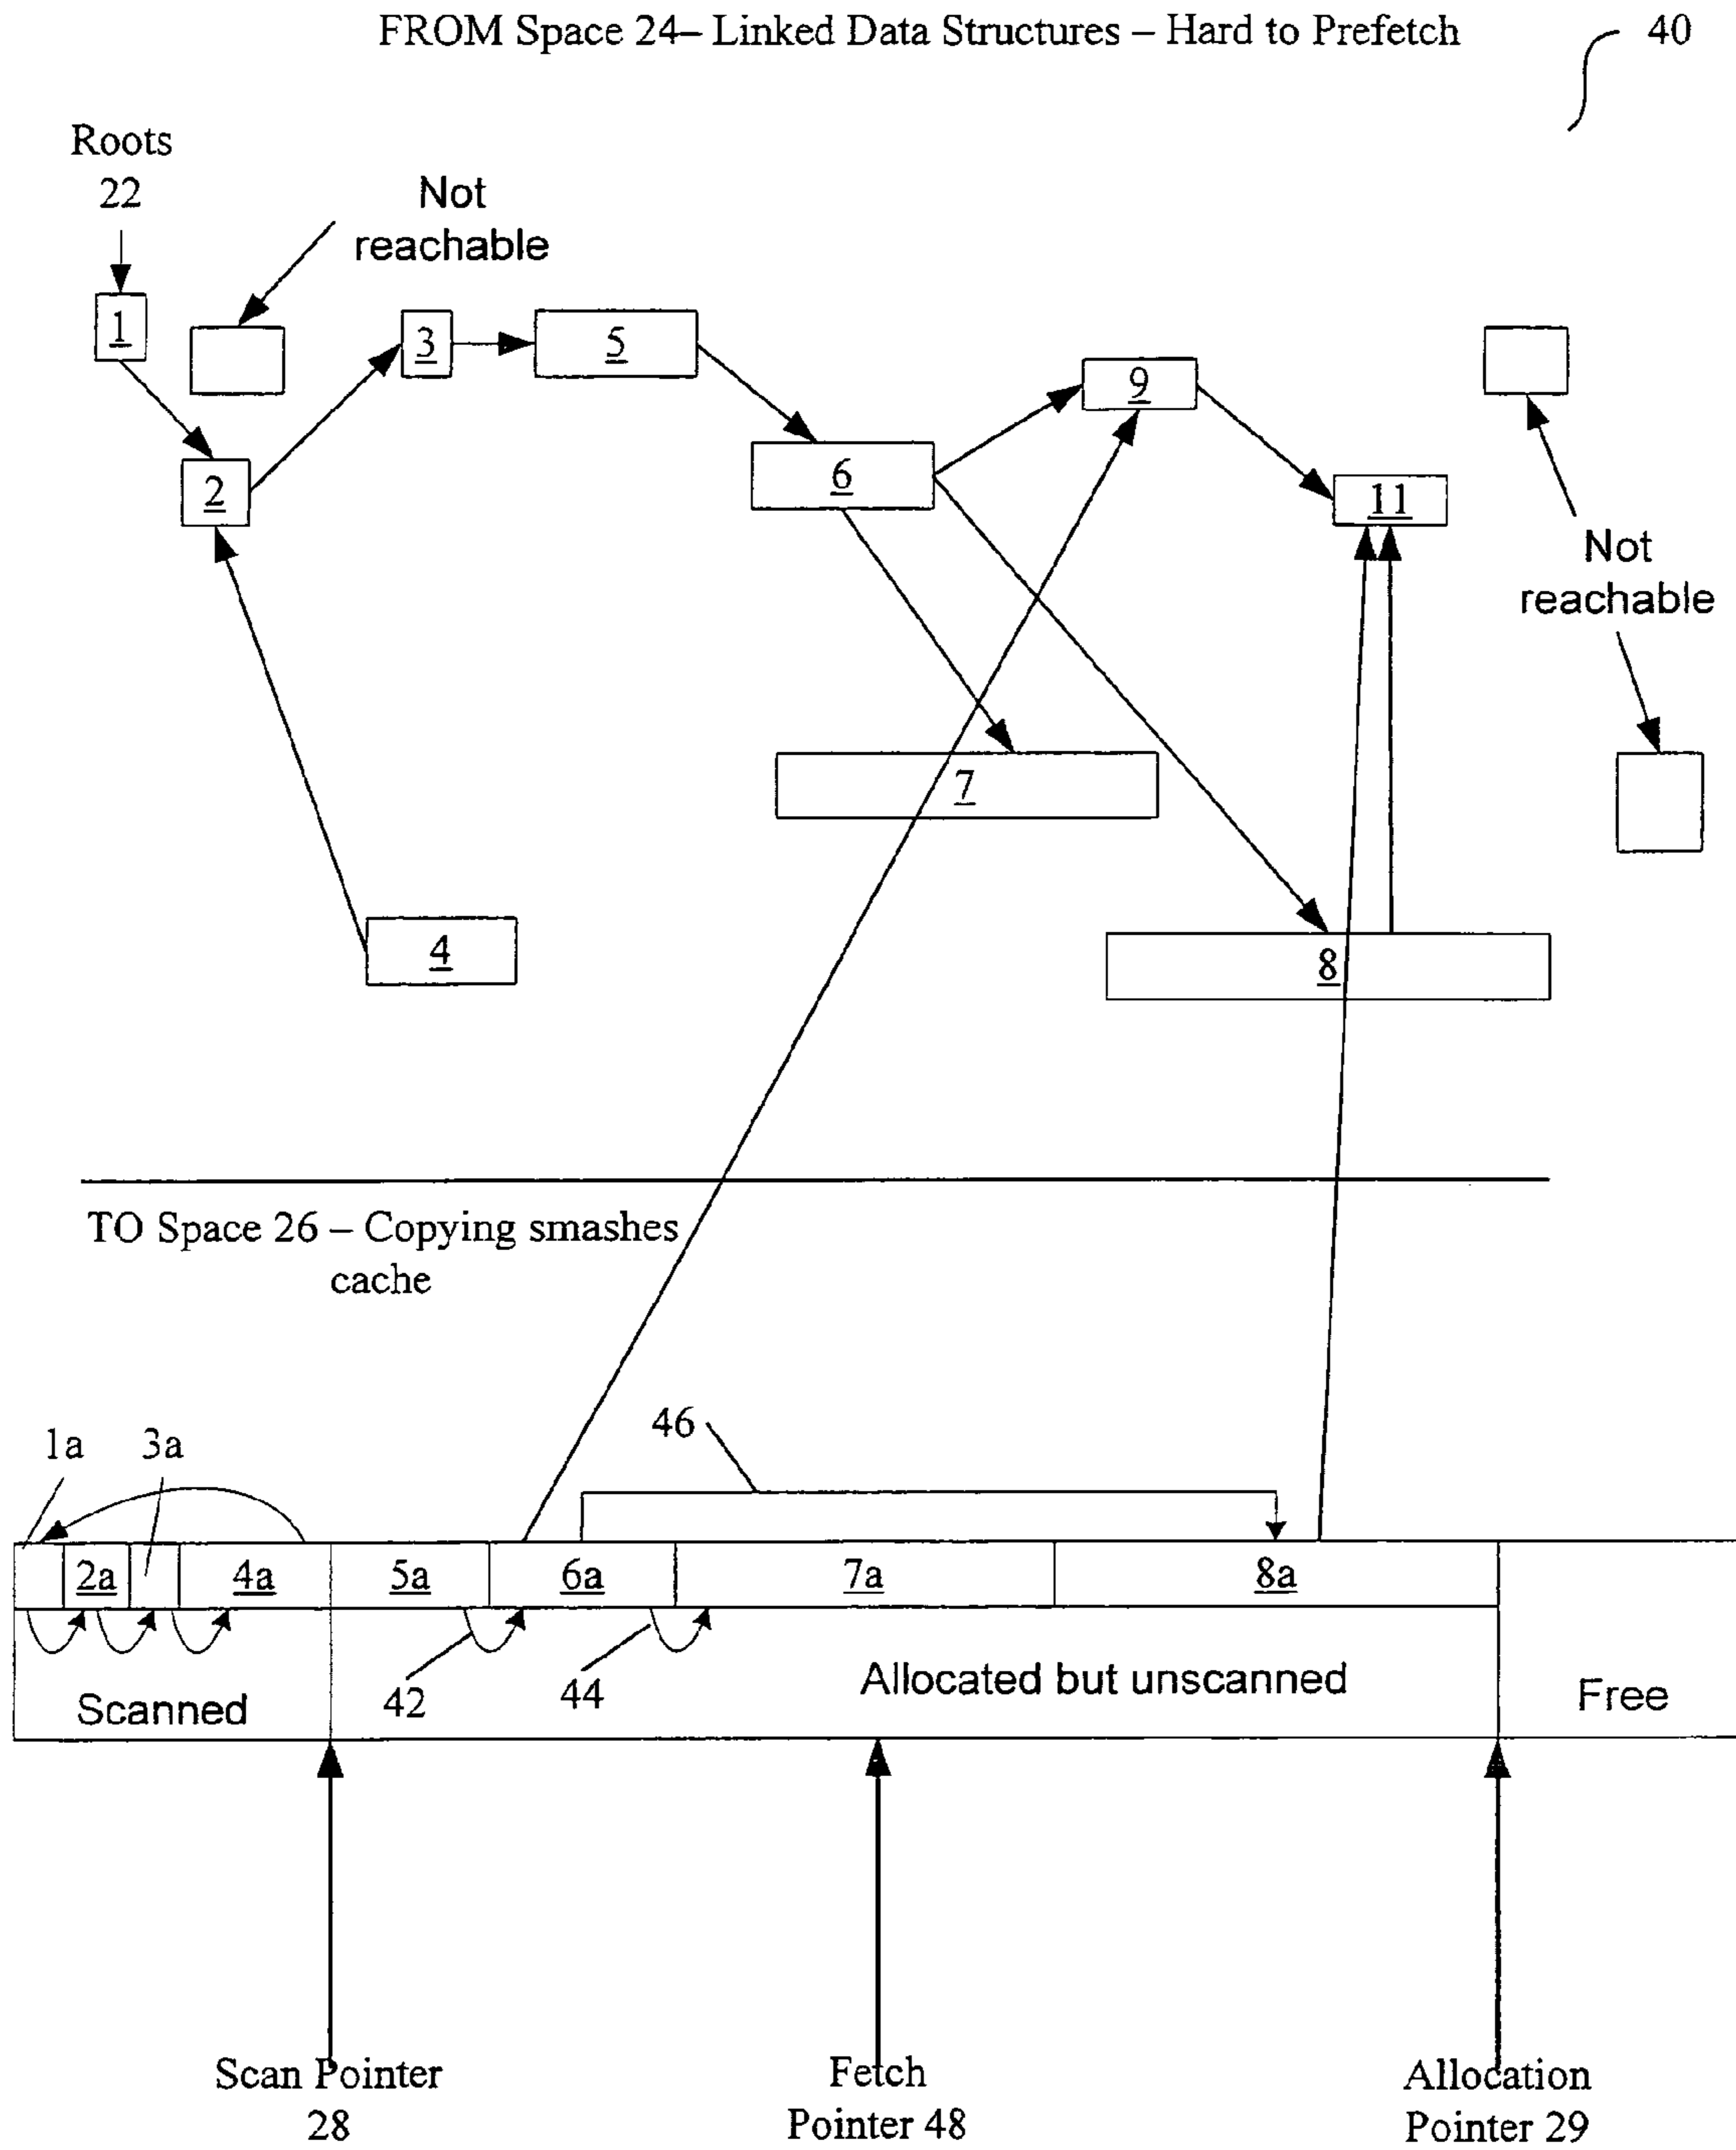 FROM Space 24– Linked Data Structures – Hard to Prefetch
40
Roots
22
Not
reachable
1
3
5
9
2
6
11
Not
reachable
7
4
8
TO Space 26 – Copying smashes
cache
46
1a
3a
2a
4a
5a
6a
7a
8a
42
44
Scanned
Allocated but unscanned
Free
Scan Pointer
28
Fetch
Pointer 48
Allocation
Pointer 29